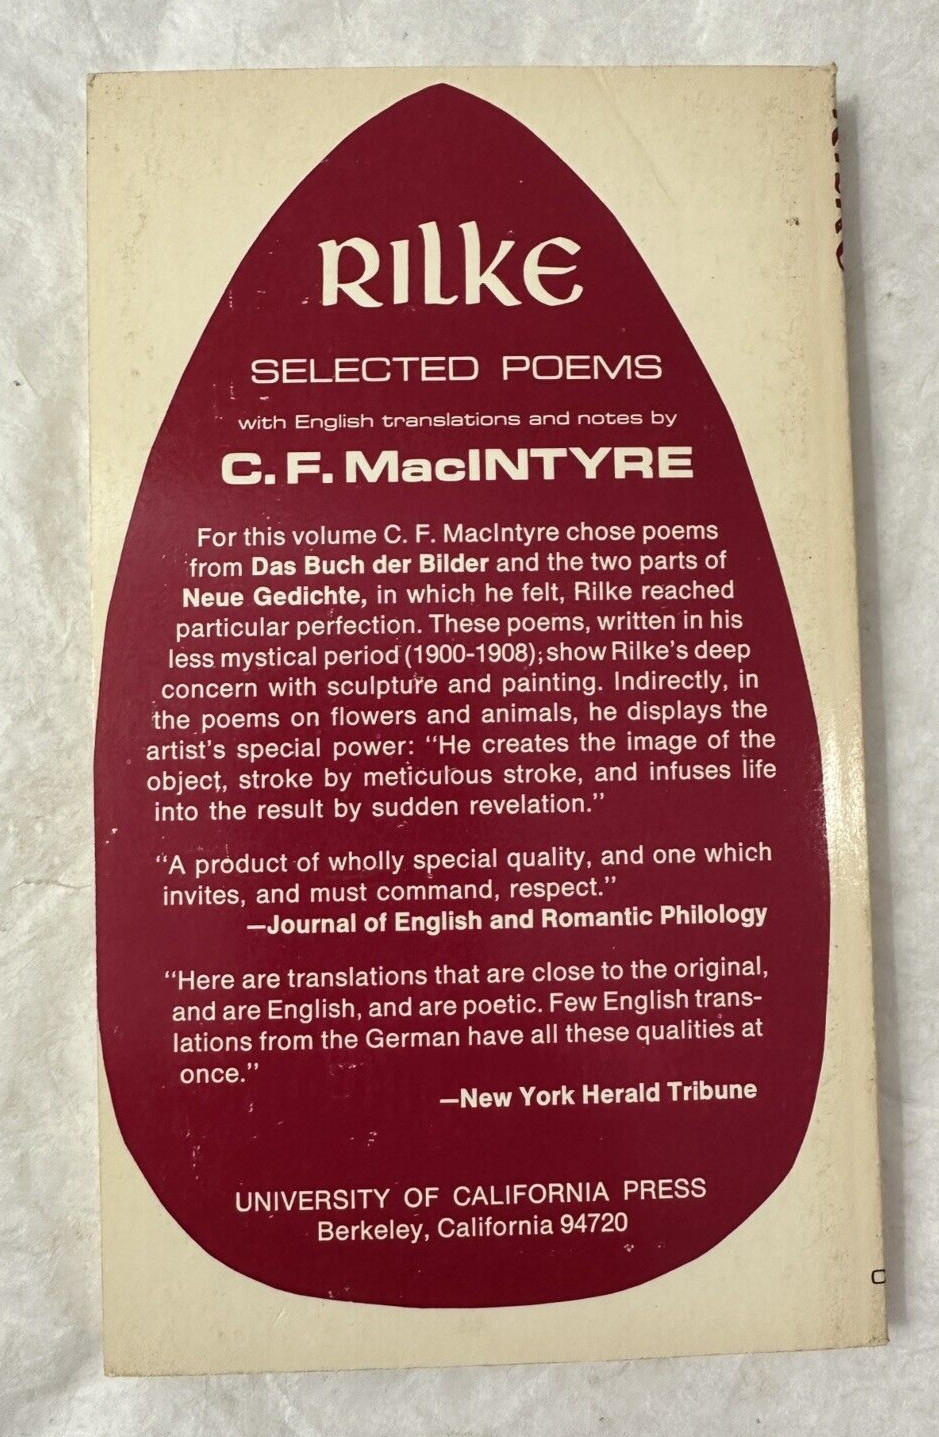 RILKE
SELECTED POEMS
with English translations and notes by
C. F. MacINTYRE
For this volume C. F. MacIntyre chose poems
from Das Buch der Bilder and the two parts of
Neue Gedichte, in which he felt, Rilke reached
particular perfection. These poems, written in his
less mystical period (1900-1908), show Rilke's deep
concern with sculpture and painting. Indirectly, in
the poems on flowers and animals, he displays the
artist's special power: "He creates the image of the
object, stroke by meticulous stroke, and infuses life
into the result by sudden revelation."
"A product of wholly special quality, and one which
invites, and must command, respect."
—Journal of English and Romantic Philology
"Here are translations that are close to the original,
and are English, and are poetic. Few English trans-
lations from the German have all these qualities at
once."
—New York Herald Tribune
UNIVERSITY OF CALIFORNIA PRESS
Berkeley, California 94720